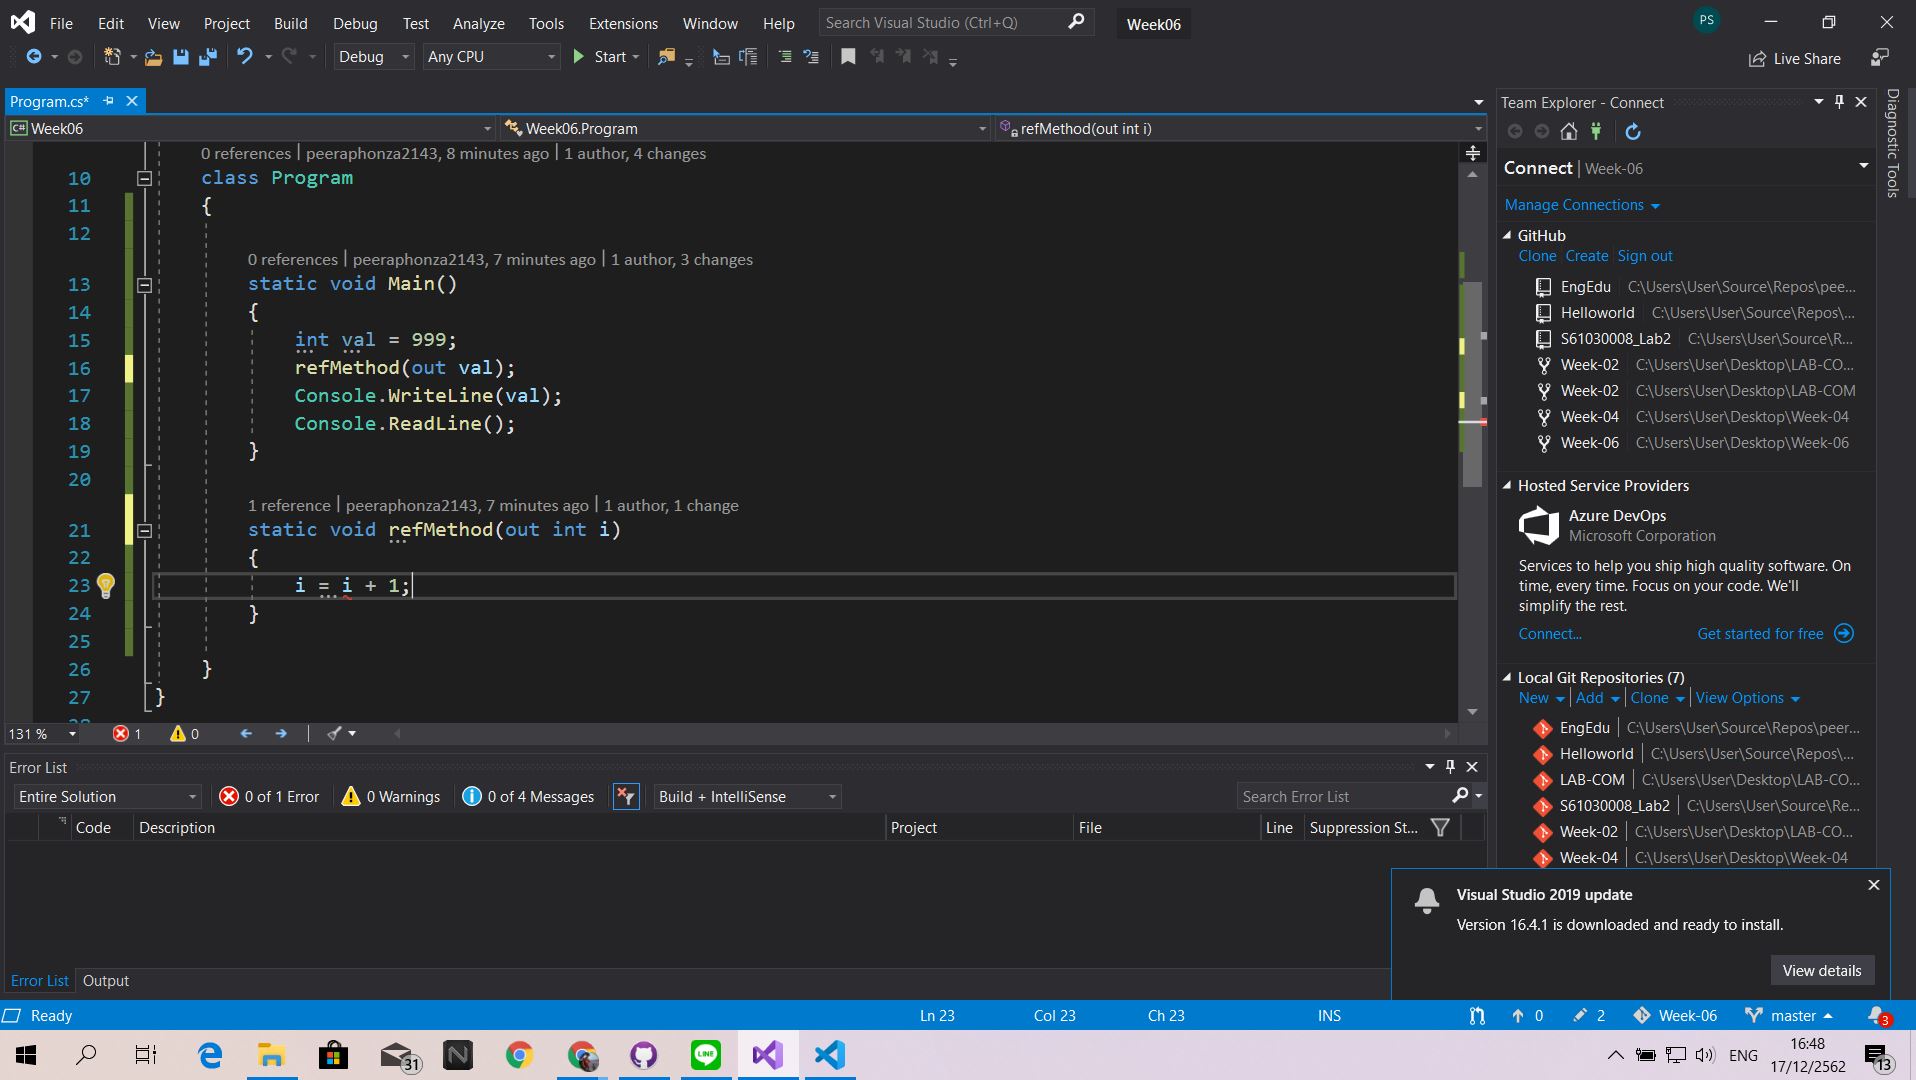 File Edit View Project Build Debug Test Analyze Tools Extensions Window Help Search Visual Studio (Ctrl+Q) Week06 PS
Debug Any CPU Start Live Share
Program.cs*
C# Week06 Week06.Program refMethod(out int i)
0 references | peeraphonza2143, 8 minutes ago | 1 author, 4 changes
10 class Program
11 {
12
0 references | peeraphonza2143, 7 minutes ago | 1 author, 3 changes
13 static void Main()
14 {
15 int val = 999;
16 refMethod(out val);
17 Console.WriteLine(val);
18 Console.ReadLine();
19 }
20
1 reference | peeraphonza2143, 7 minutes ago | 1 author, 1 change
21 static void refMethod(out int i)
22 {
23 i = i + 1;
24 }
25
26 }
27 }
131 % 1 0
Error List
Entire Solution 0 of 1 Error 0 Warnings 0 of 4 Messages Build + IntelliSense Search Error List
Code Description Project File Line Suppression St...
Error List Output
Team Explorer - Connect
Connect | Week-06
Manage Connections
GitHub
Clone Create Sign out
EngEdu C:\Users\User\Source\Repos\pee...
Helloworld C:\Users\User\Source\Repos\...
S61030008_Lab2 C:\Users\User\Source\R...
Week-02 C:\Users\User\Desktop\LAB-CO...
Week-02 C:\Users\User\Desktop\LAB-COM
Week-04 C:\Users\User\Desktop\Week-04
Week-06 C:\Users\User\Desktop\Week-06
Hosted Service Providers
Azure DevOps
Microsoft Corporation
Services to help you ship high quality software. On
time, every time. Focus on your code. We'll
simplify the rest.
Connect... Get started for free
Local Git Repositories (7)
New | Add | Clone | View Options
EngEdu | C:\Users\User\Source\Repos\peer...
Helloworld | C:\Users\User\Source\Repos\...
LAB-COM | C:\Users\User\Desktop\LAB-CO...
S61030008_Lab2 | C:\Users\User\Source\Re...
Week-02 | C:\Users\User\Desktop\LAB-CO...
Week-04 | C:\Users\User\Desktop\Week-04
Diagnostic Tools
Visual Studio 2019 update
Version 16.4.1 is downloaded and ready to install.
View details
Ready Ln 23 Col 23 Ch 23 INS 0 2 Week-06 master 3
31 N LINE ENG 16:48
17/12/2562 13